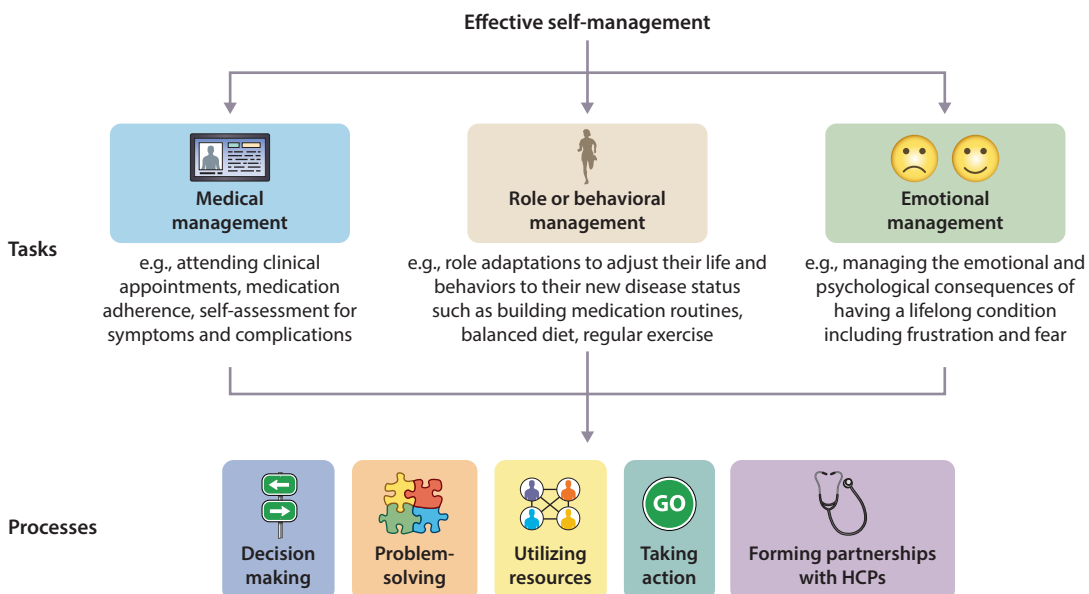 Effective self-management
Medical
management
Role or behavioral
management
Emotional
management
Tasks
e.g., attending clinical
appointments, medication
adherence, self-assessment for
symptoms and complications
e.g., role adaptations to adjust their life and
behaviors to their new disease status
such as building medication routines,
balanced diet, regular exercise
e.g., managing the emotional and
psychological consequences of
having a lifelong condition
including frustration and fear
Processes
Decision
making
Problem-
solving
Utilizing
resources
GO
Taking
action
Forming partnerships
with HCPs